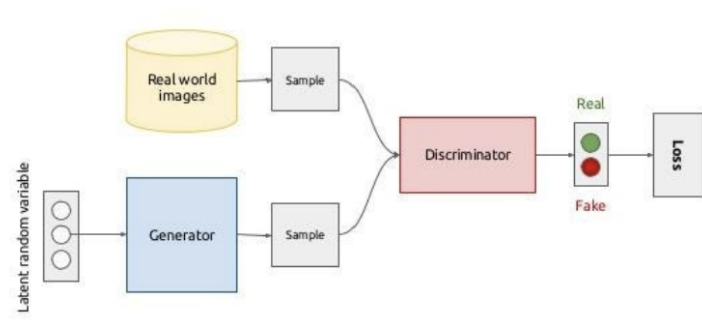 Real world
images
Sample
Real
Discriminator
Loss
Fake
Latent random variable
Generator
Sample